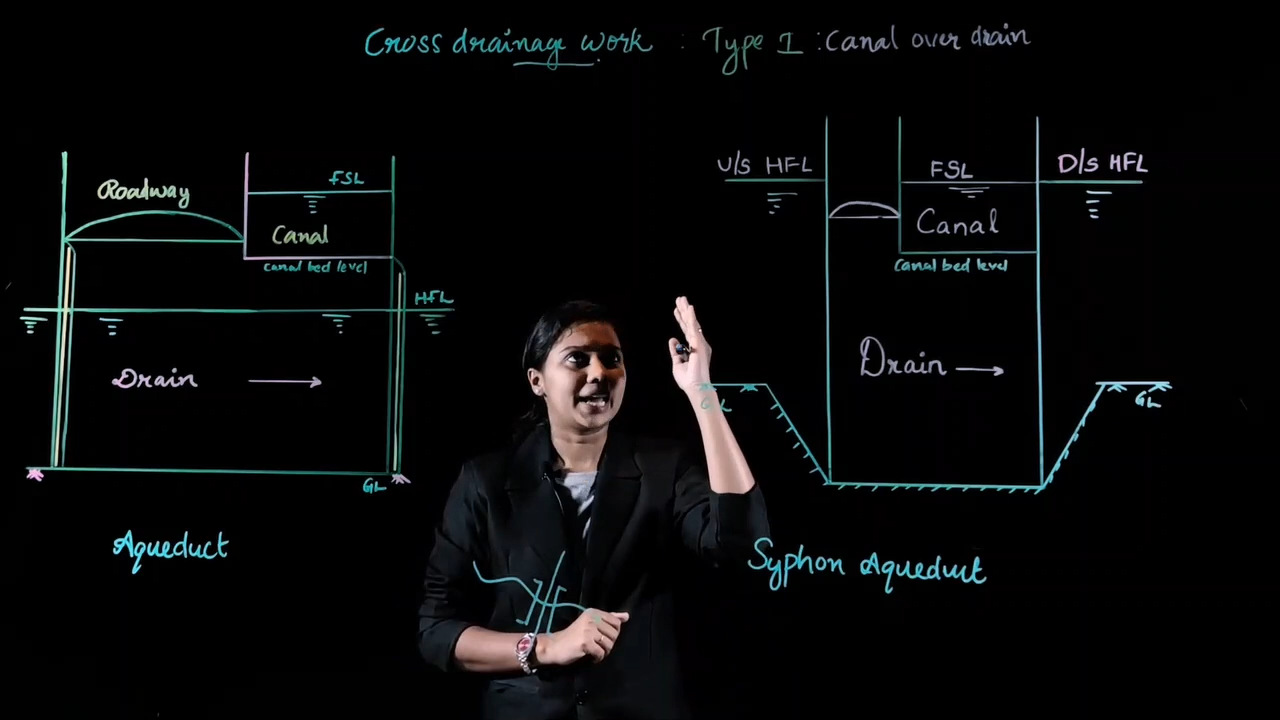 Cross drainage work : Type I : Canal over drain
Roadway
FSL
Canal
Canal bed level
HFL
Drain
GL
Aqueduct
U/S HFL
FSL
D/S HFL
Canal
Canal bed level
Drain
GL
GL
Syphon Aqueduct